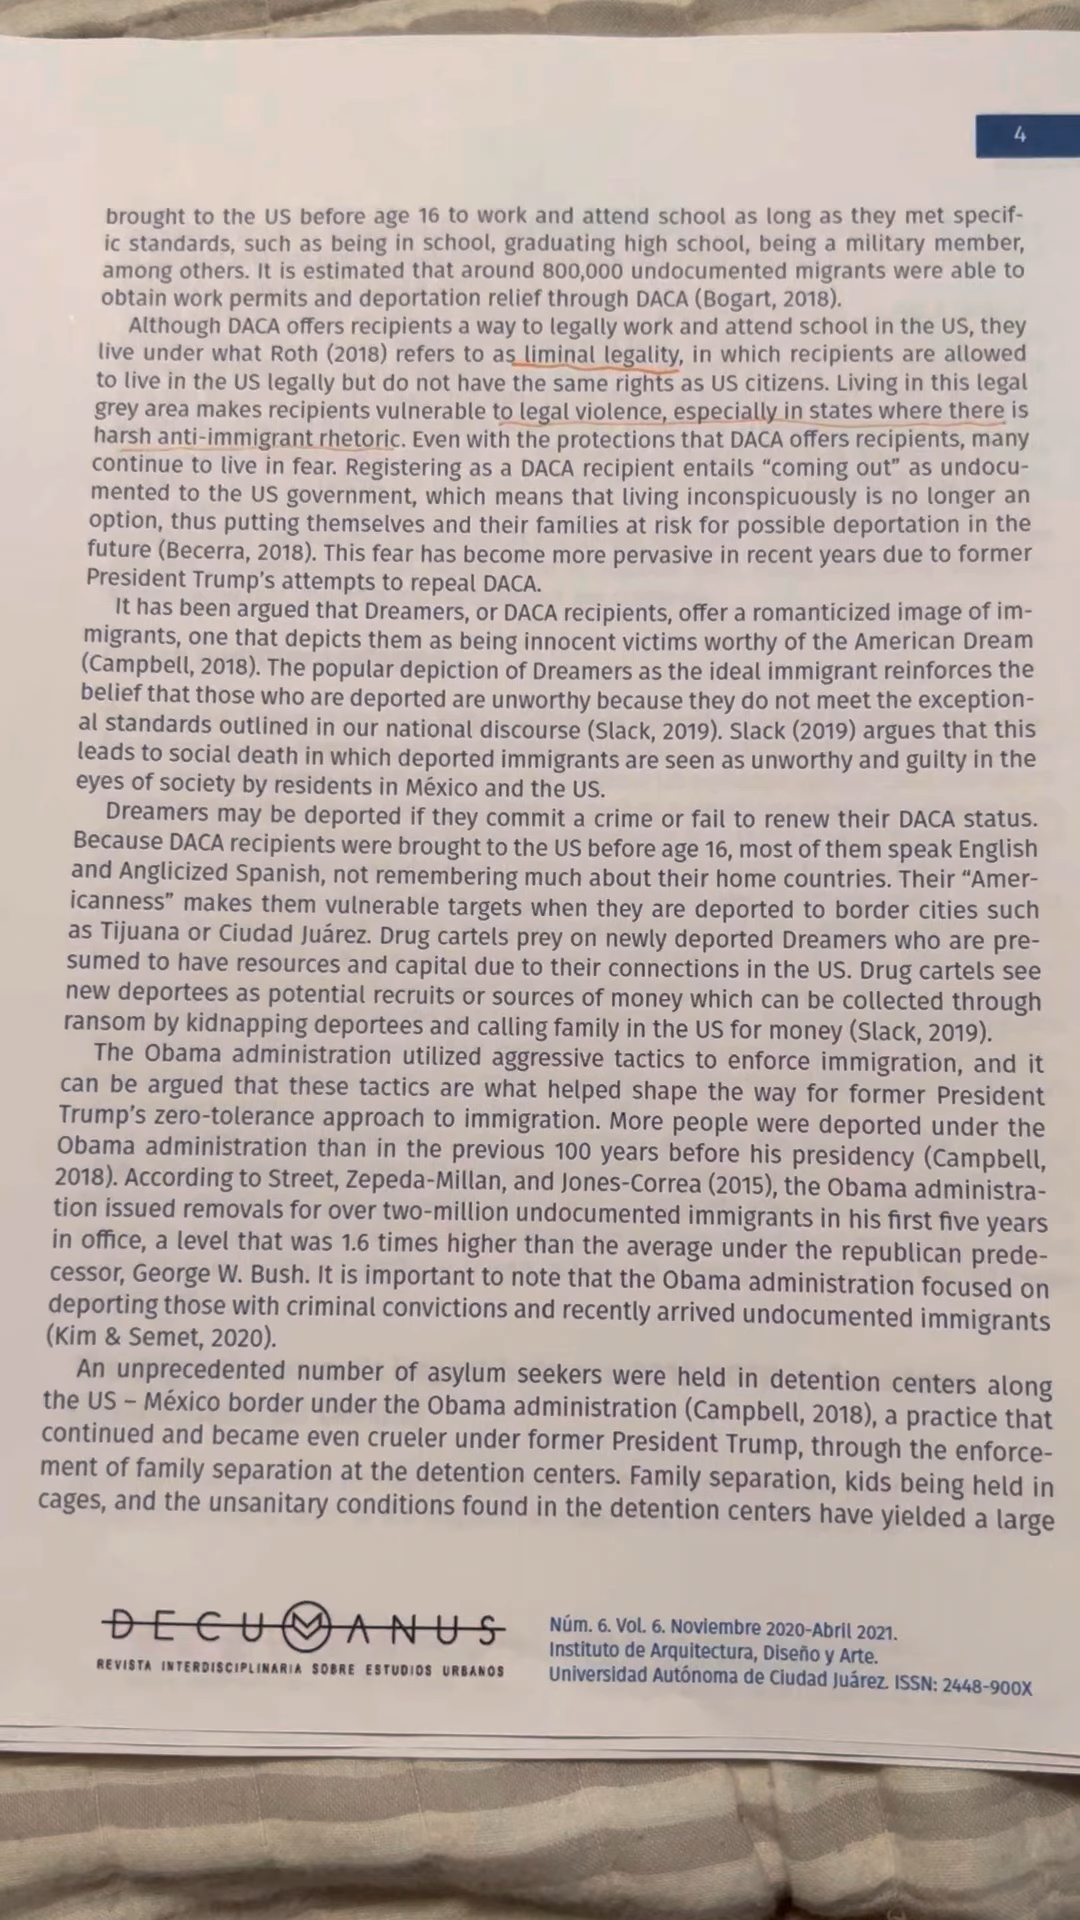 4
brought to the US before age 16 to work and attend school as long as they met specif-
ic standards, such as being in school, graduating high school, being a military member,
among others. It is estimated that around 800,000 undocumented migrants were able to
obtain work permits and deportation relief through DACA (Bogart, 2018).
Although DACA offers recipients a way to legally work and attend school in the US, they
live under what Roth (2018) refers to as liminal legality, in which recipients are allowed
to live in the US legally but do not have the same rights as US citizens. Living in this legal
grey area makes recipients vulnerable to legal violence, especially in states where there is
harsh anti-immigrant rhetoric. Even with the protections that DACA offers recipients, many
continue to live in fear. Registering as a DACA recipient entails “coming out” as undocu-
mented to the US government, which means that living inconspicuously is no longer an
option, thus putting themselves and their families at risk for possible deportation in the
future (Becerra, 2018). This fear has become more pervasive in recent years due to former
President Trump’s attempts to repeal DACA.
It has been argued that Dreamers, or DACA recipients, offer a romanticized image of im-
migrants, one that depicts them as being innocent victims worthy of the American Dream
(Campbell, 2018). The popular depiction of Dreamers as the ideal immigrant reinforces the
belief that those who are deported are unworthy because they do not meet the exception-
al standards outlined in our national discourse (Slack, 2019). Slack (2019) argues that this
leads to social death in which deported immigrants are seen as unworthy and guilty in the
eyes of society by residents in México and the US.
Dreamers may be deported if they commit a crime or fail to renew their DACA status.
Because DACA recipients were brought to the US before age 16, most of them speak English
and Anglicized Spanish, not remembering much about their home countries. Their “Amer-
icanness” makes them vulnerable targets when they are deported to border cities such
as Tijuana or Ciudad Juárez. Drug cartels prey on newly deported Dreamers who are pre-
sumed to have resources and capital due to their connections in the US. Drug cartels see
new deportees as potential recruits or sources of money which can be collected through
ransom by kidnapping deportees and calling family in the US for money (Slack, 2019).
The Obama administration utilized aggressive tactics to enforce immigration, and it
can be argued that these tactics are what helped shape the way for former President
Trump’s zero-tolerance approach to immigration. More people were deported under the
Obama administration than in the previous 100 years before his presidency (Campbell,
2018). According to Street, Zepeda-Millan, and Jones-Correa (2015), the Obama administra-
tion issued removals for over two-million undocumented immigrants in his first five years
in office, a level that was 1.6 times higher than the average under the republican prede-
cessor, George W. Bush. It is important to note that the Obama administration focused on
deporting those with criminal convictions and recently arrived undocumented immigrants
(Kim & Semet, 2020).
An unprecedented number of asylum seekers were held in detention centers along
the US – México border under the Obama administration (Campbell, 2018), a practice that
continued and became even crueler under former President Trump, through the enforce-
ment of family separation at the detention centers. Family separation, kids being held in
cages, and the unsanitary conditions found in the detention centers have yielded a large
DECUMANUS
REVISTA INTERDISCIPLINARIA SOBRE ESTUDIOS URBANOS
Núm. 6. Vol. 6. Noviembre 2020-Abril 2021.
Instituto de Arquitectura, Diseño y Arte.
Universidad Autónoma de Ciudad Juárez. ISSN: 2448-900X